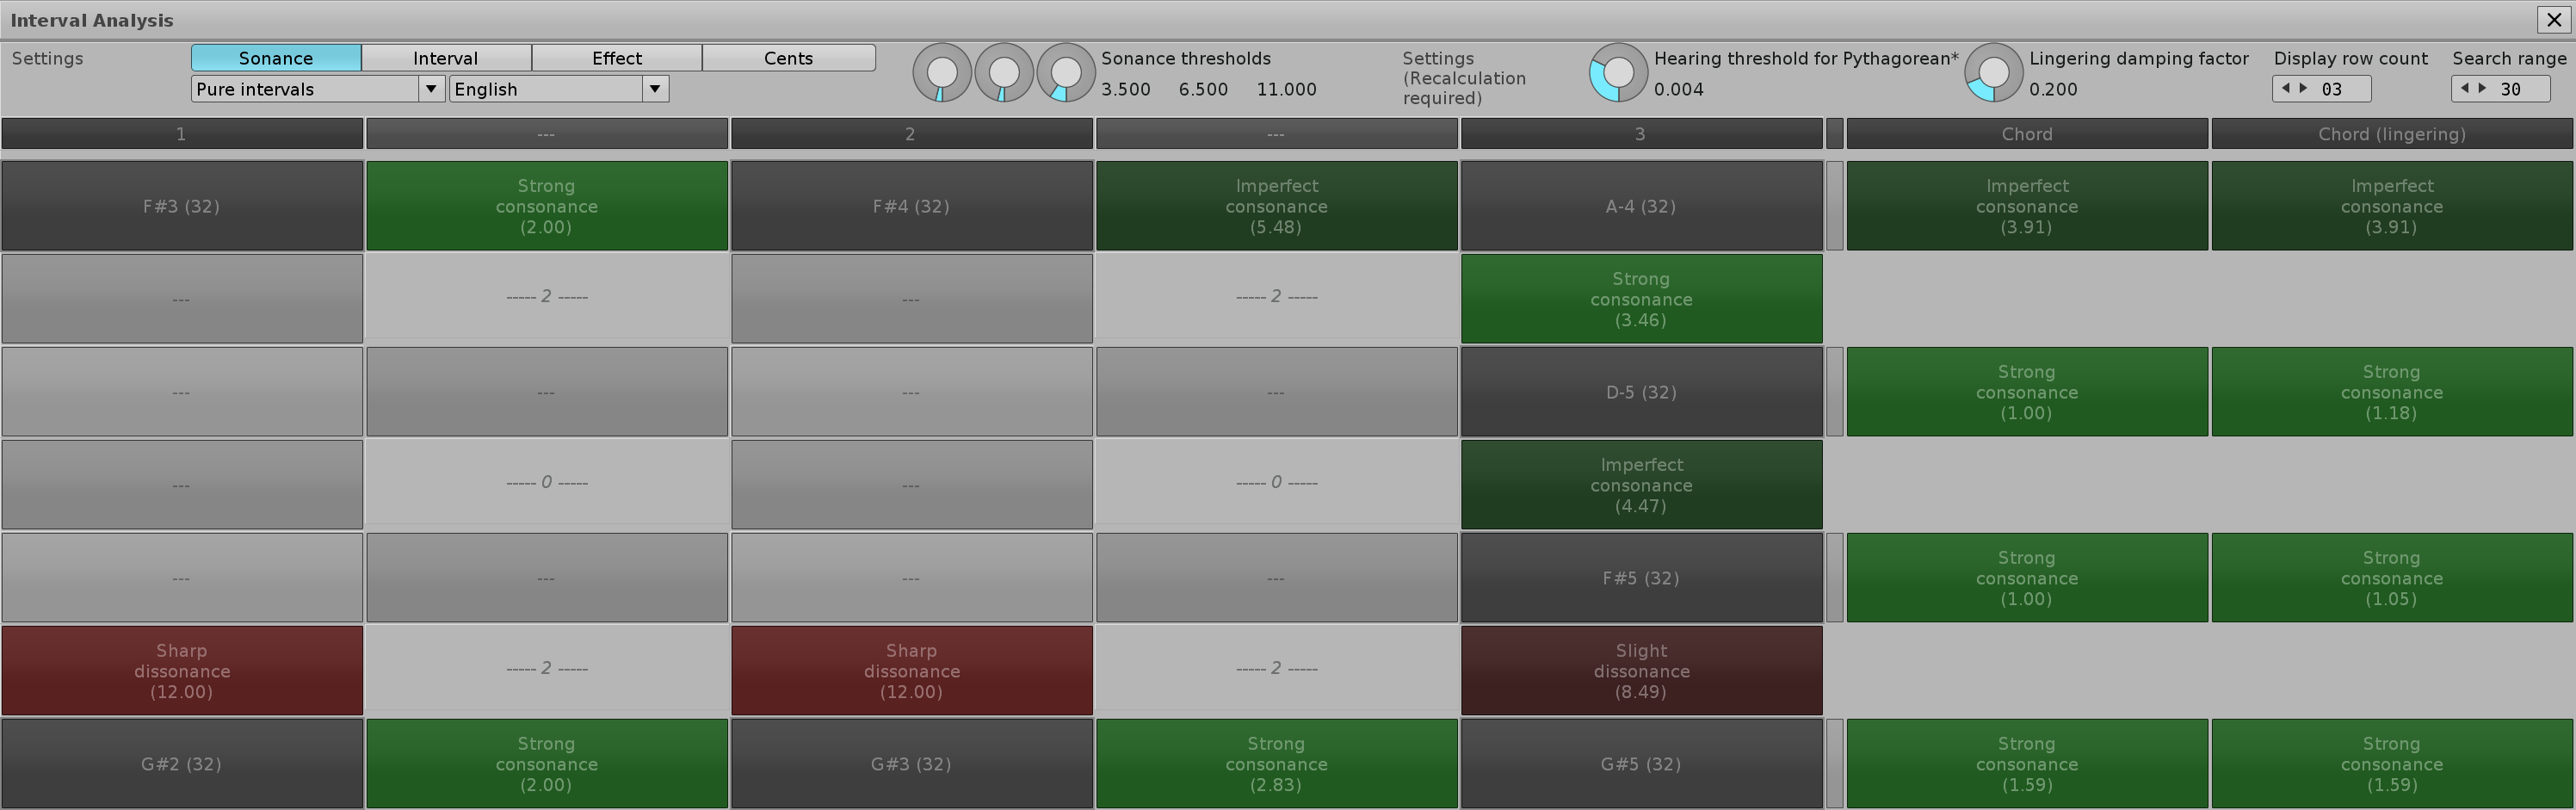 Interval Analysis
Settings
Sonance Interval Effect Cents
Pure intervals English
Sonance thresholds
3.500 6.500 11.000
Settings
(Recalculation
required)
Hearing threshold for Pythagorean*
0.004
Lingering damping factor
0.200
Display row count
03
Search range
30
1 --- 2 --- 3 Chord Chord (lingering)
F#3 (32)
Strong
consonance
(2.00)
F#4 (32)
Imperfect
consonance
(5.48)
A-4 (32)
Imperfect
consonance
(3.91)
Imperfect
consonance
(3.91)
---
----- 2 -----
---
----- 2 -----
Strong
consonance
(3.46)
---
---
---
---
D-5 (32)
Strong
consonance
(1.00)
Strong
consonance
(1.18)
---
----- 0 -----
---
----- 0 -----
Imperfect
consonance
(4.47)
---
---
---
---
F#5 (32)
Strong
consonance
(1.00)
Strong
consonance
(1.05)
Sharp
dissonance
(12.00)
----- 2 -----
Sharp
dissonance
(12.00)
----- 2 -----
Slight
dissonance
(8.49)
G#2 (32)
Strong
consonance
(2.00)
G#3 (32)
Strong
consonance
(2.83)
G#5 (32)
Strong
consonance
(1.59)
Strong
consonance
(1.59)